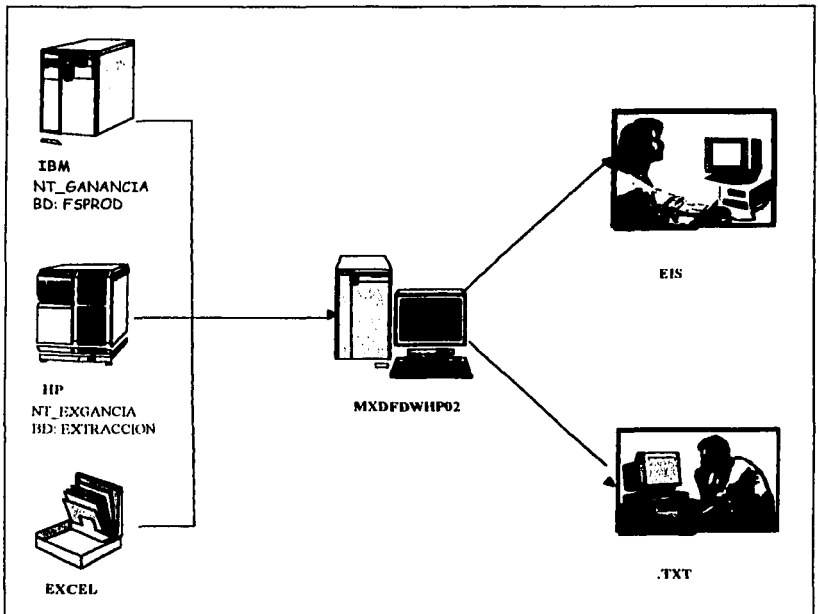 IBM
NT_GANANCIA
BD: FSPROD
HP
NT_EXGANCIA
BD: EXTRACCION
EXCEL
MXDFDWHP02
EIS
.TXT